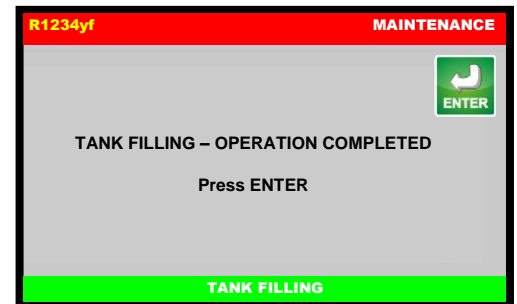 R1234yf MAINTENANCE
ENTER
TANK FILLING – OPERATION COMPLETED
Press ENTER
TANK FILLING